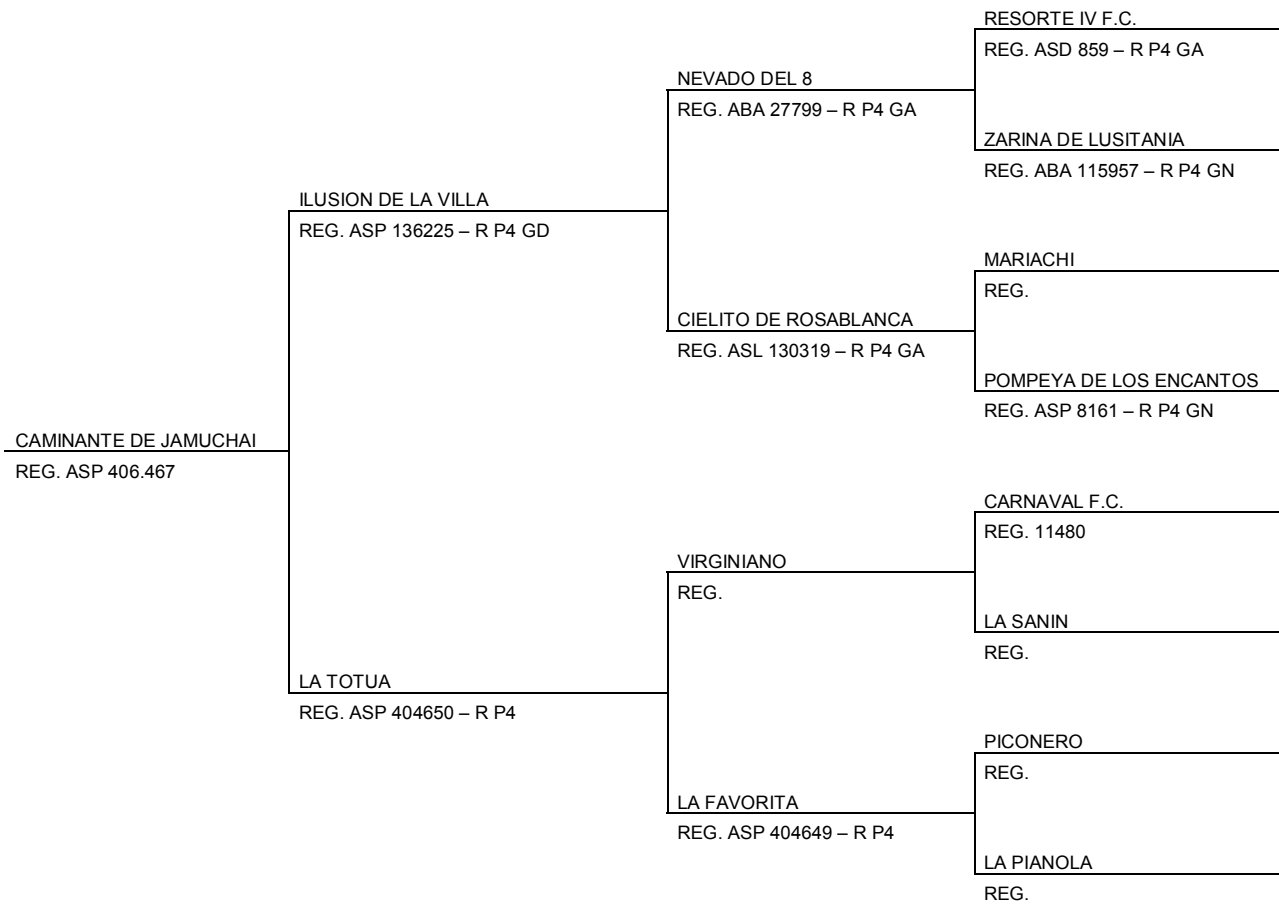 RESORTE IV F.C.
REG. ASD 859 – R P4 GA
NEVADO DEL 8
REG. ABA 27799 – R P4 GA
ZARINA DE LUSITANIA
REG. ABA 115957 – R P4 GN
ILUSION DE LA VILLA
REG. ASP 136225 – R P4 GD
MARIACHI
REG.
CIELITO DE ROSABLANCA
REG. ASL 130319 – R P4 GA
POMPEYA DE LOS ENCANTOS
REG. ASP 8161 – R P4 GN
CAMINANTE DE JAMUCHAI
REG. ASP 406.467
CARNAVAL F.C.
REG. 11480
VIRGINIANO
REG.
LA SANIN
REG.
LA TOTUA
REG. ASP 404650 – R P4
PICONERO
REG.
LA FAVORITA
REG. ASP 404649 – R P4
LA PIANOLA
REG.